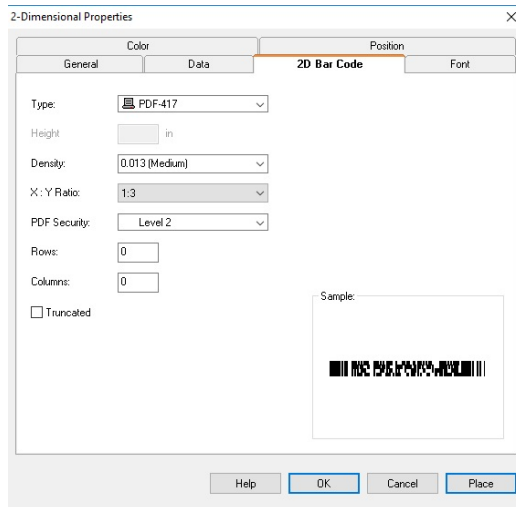 2-Dimensional Properties
Color Position
General Data 2D Bar Code Font
Type: PDF-417
Height in
Density: 0.013 (Medium)
X : Y Ratio: 1:3
PDF Security: Level 2
Rows: 0
Columns: 0
Truncated
Sample:
Help OK Cancel Place